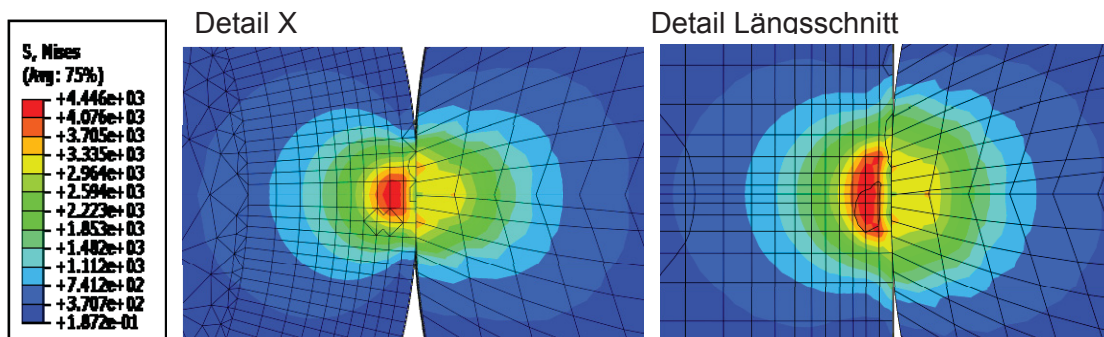 Detail X
Detail Längsschnitt
S, Mises
(Avg: 75%)
+4.446e+03
+4.076e+03
+3.705e+03
+3.335e+03
+2.964e+03
+2.594e+03
+2.223e+03
+1.853e+03
+1.482e+03
+1.112e+03
+7.412e+02
+3.707e+02
+1.872e-01